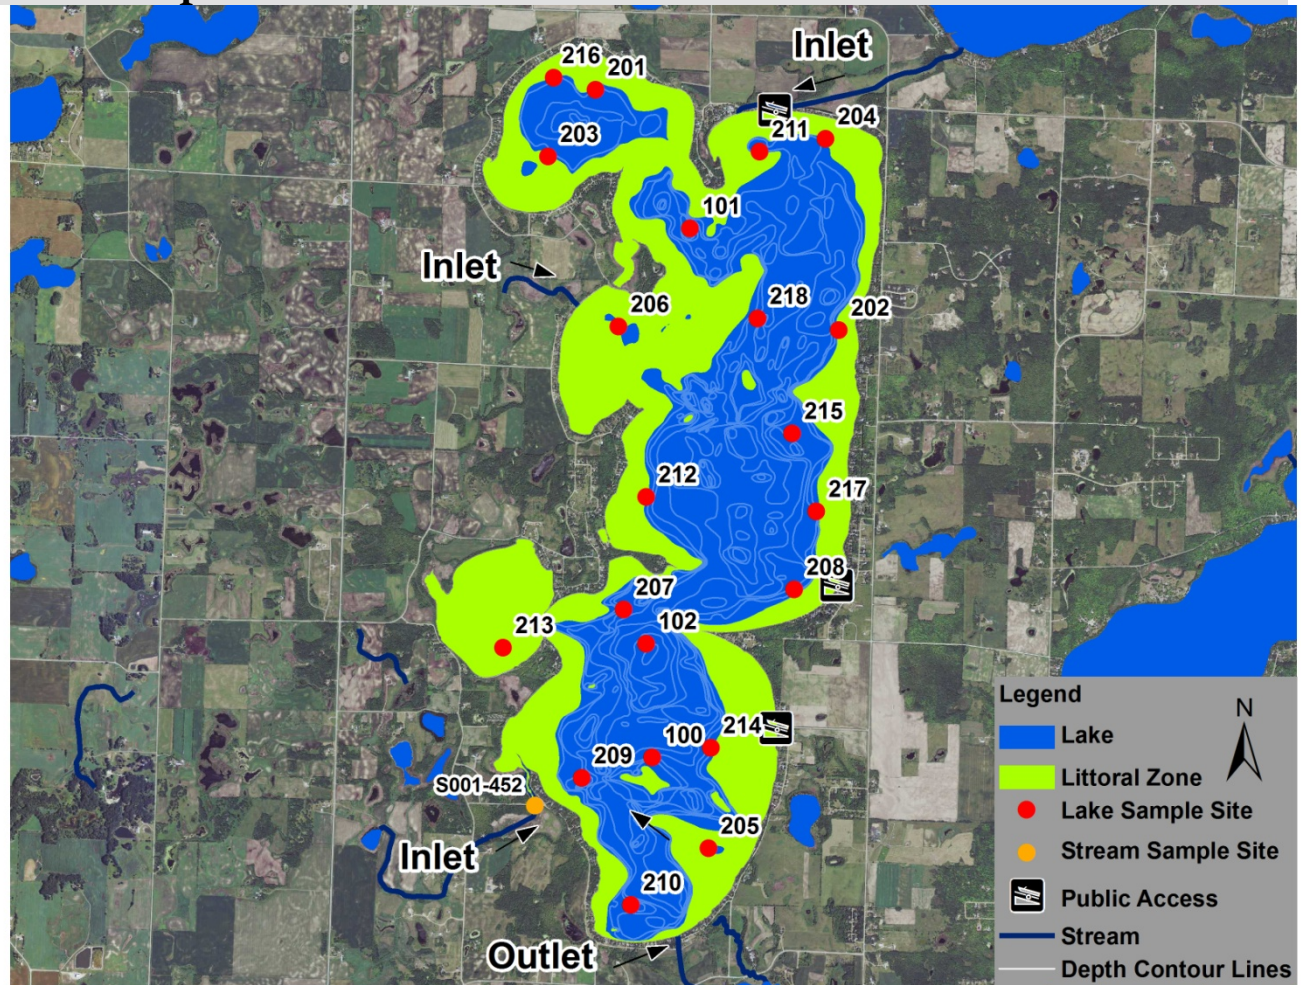 Inlet
216
201
204
211
203
101
Inlet
218
202
206
215
212
217
208
207
102
213
214
100
209
S001-452
205
Inlet
210
Outlet
Legend
N
Lake
Littoral Zone
Lake Sample Site
Stream Sample Site
Public Access
Stream
Depth Contour Lines